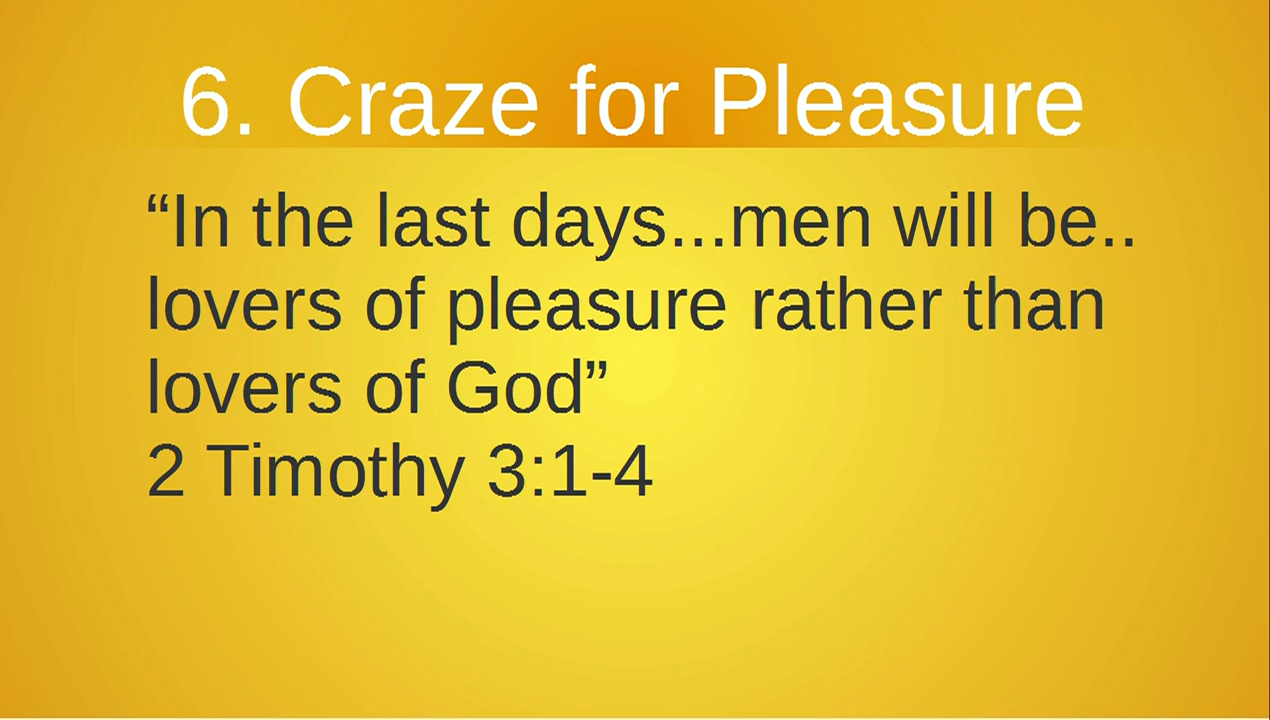 6. Craze for Pleasure
“In the last days...men will be..
lovers of pleasure rather than
lovers of God”
2 Timothy 3:1-4